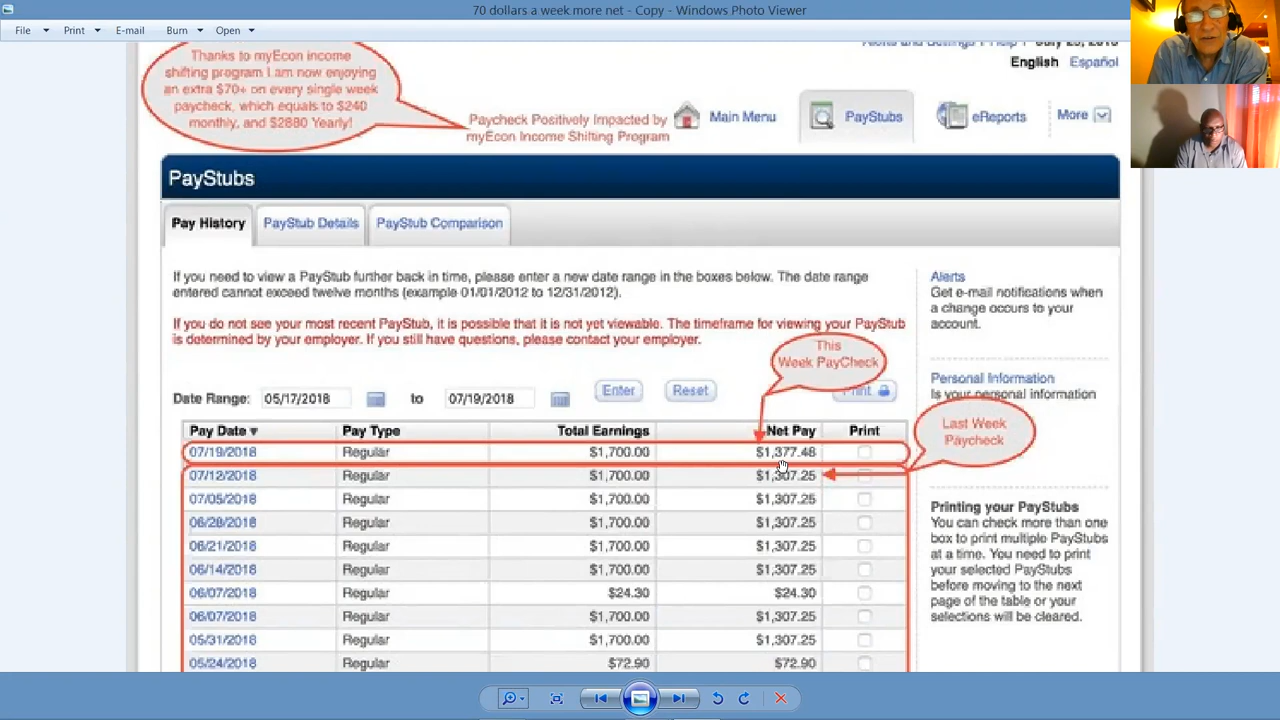 70 dollars a week more net - Copy - Windows Photo Viewer
File
Print
E-mail
Burn
Open
Thanks to myEcon income
shifting program I am now enjoying
an extra $70+ on every single week
paycheck, which equals to $240
monthly, and $2880 Yearly!
Paycheck Positively Impacted by
myEcon Income Shifting Program
Alerts and Settings | Help |
English Español
Main Menu
PayStubs
eReports
More
PayStubs
Pay History
PayStub Details
PayStub Comparison
If you need to view a PayStub further back in time, please enter a new date range in the boxes below. The date range
entered cannot exceed twelve months (example 01/01/2012 to 12/31/2012).
If you do not see your most recent PayStub, it is possible that it is not yet viewable. The timeframe for viewing your PayStub
is determined by your employer. If you still have questions, please contact your employer.
Alerts
Get e-mail notifications when
a change occurs to your
account.
This
Week PayCheck
Date Range: 05/17/2018 to 07/19/2018 Enter Reset Print
Personal Information
Is your personal information
Last Week
Paycheck
Pay Date Pay Type Total Earnings Net Pay Print
07/19/2018 Regular $1,700.00 $1,377.48
07/12/2018 Regular $1,700.00 $1,307.25
07/05/2018 Regular $1,700.00 $1,307.25
06/28/2018 Regular $1,700.00 $1,307.25
06/21/2018 Regular $1,700.00 $1,307.25
06/14/2018 Regular $1,700.00 $1,307.25
06/07/2018 Regular $24.30 $24.30
06/07/2018 Regular $1,700.00 $1,307.25
05/31/2018 Regular $1,700.00 $1,307.25
05/24/2018 Regular $72.90 $72.90
Printing your PayStubs
You can check more than one
box to print multiple PayStubs
at a time. You need to print
your selected PayStubs
before moving to the next
page of the table or your
selections will be cleared.